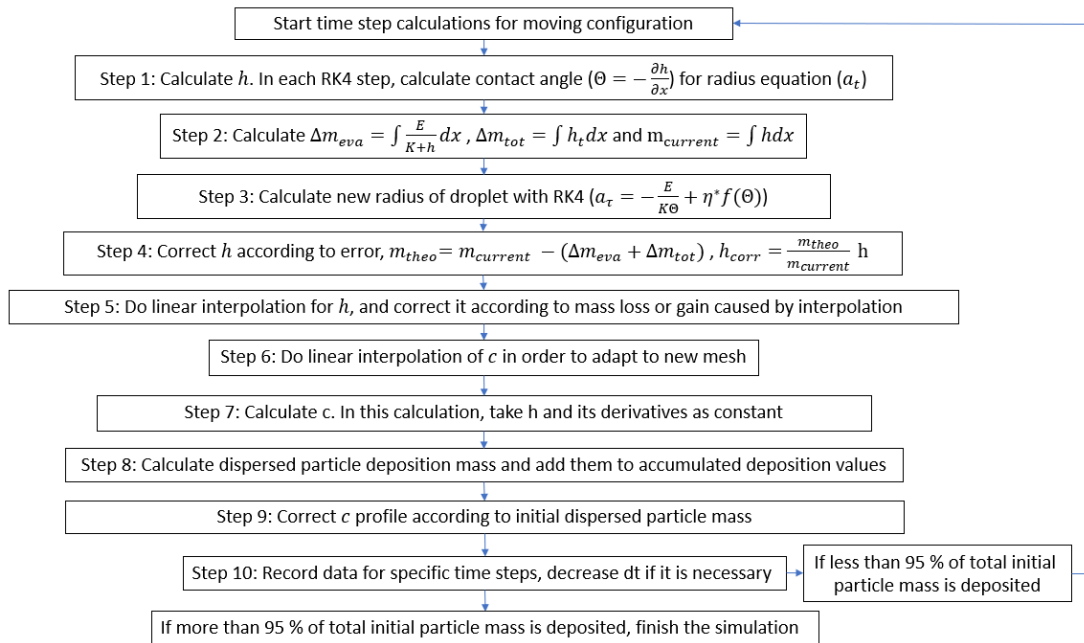 Start time step calculations for moving configuration
Step 1: Calculate ℎ. In each RK4 step, calculate contact angle (Θ = −∂h/∂x) for radius equation (a_t)
Step 2: Calculate Δm_eva = ∫ E/(K+h) dx , Δm_tot = ∫ h_t dx and m_current = ∫ hdx
Step 3: Calculate new radius of droplet with RK4 (a_τ = −E/(KΘ) + η*f(Θ))
Step 4: Correct ℎ according to error, m_theo = m_current − (Δm_eva + Δm_tot) , h_corr = m_theo/m_current h
Step 5: Do linear interpolation for ℎ, and correct it according to mass loss or gain caused by interpolation
Step 6: Do linear interpolation of c in order to adapt to new mesh
Step 7: Calculate c. In this calculation, take h and its derivatives as constant
Step 8: Calculate dispersed particle deposition mass and add them to accumulated deposition values
Step 9: Correct c profile according to initial dispersed particle mass
Step 10: Record data for specific time steps, decrease dt if it is necessary
If less than 95 % of total initial
particle mass is deposited
If more than 95 % of total initial particle mass is deposited, finish the simulation